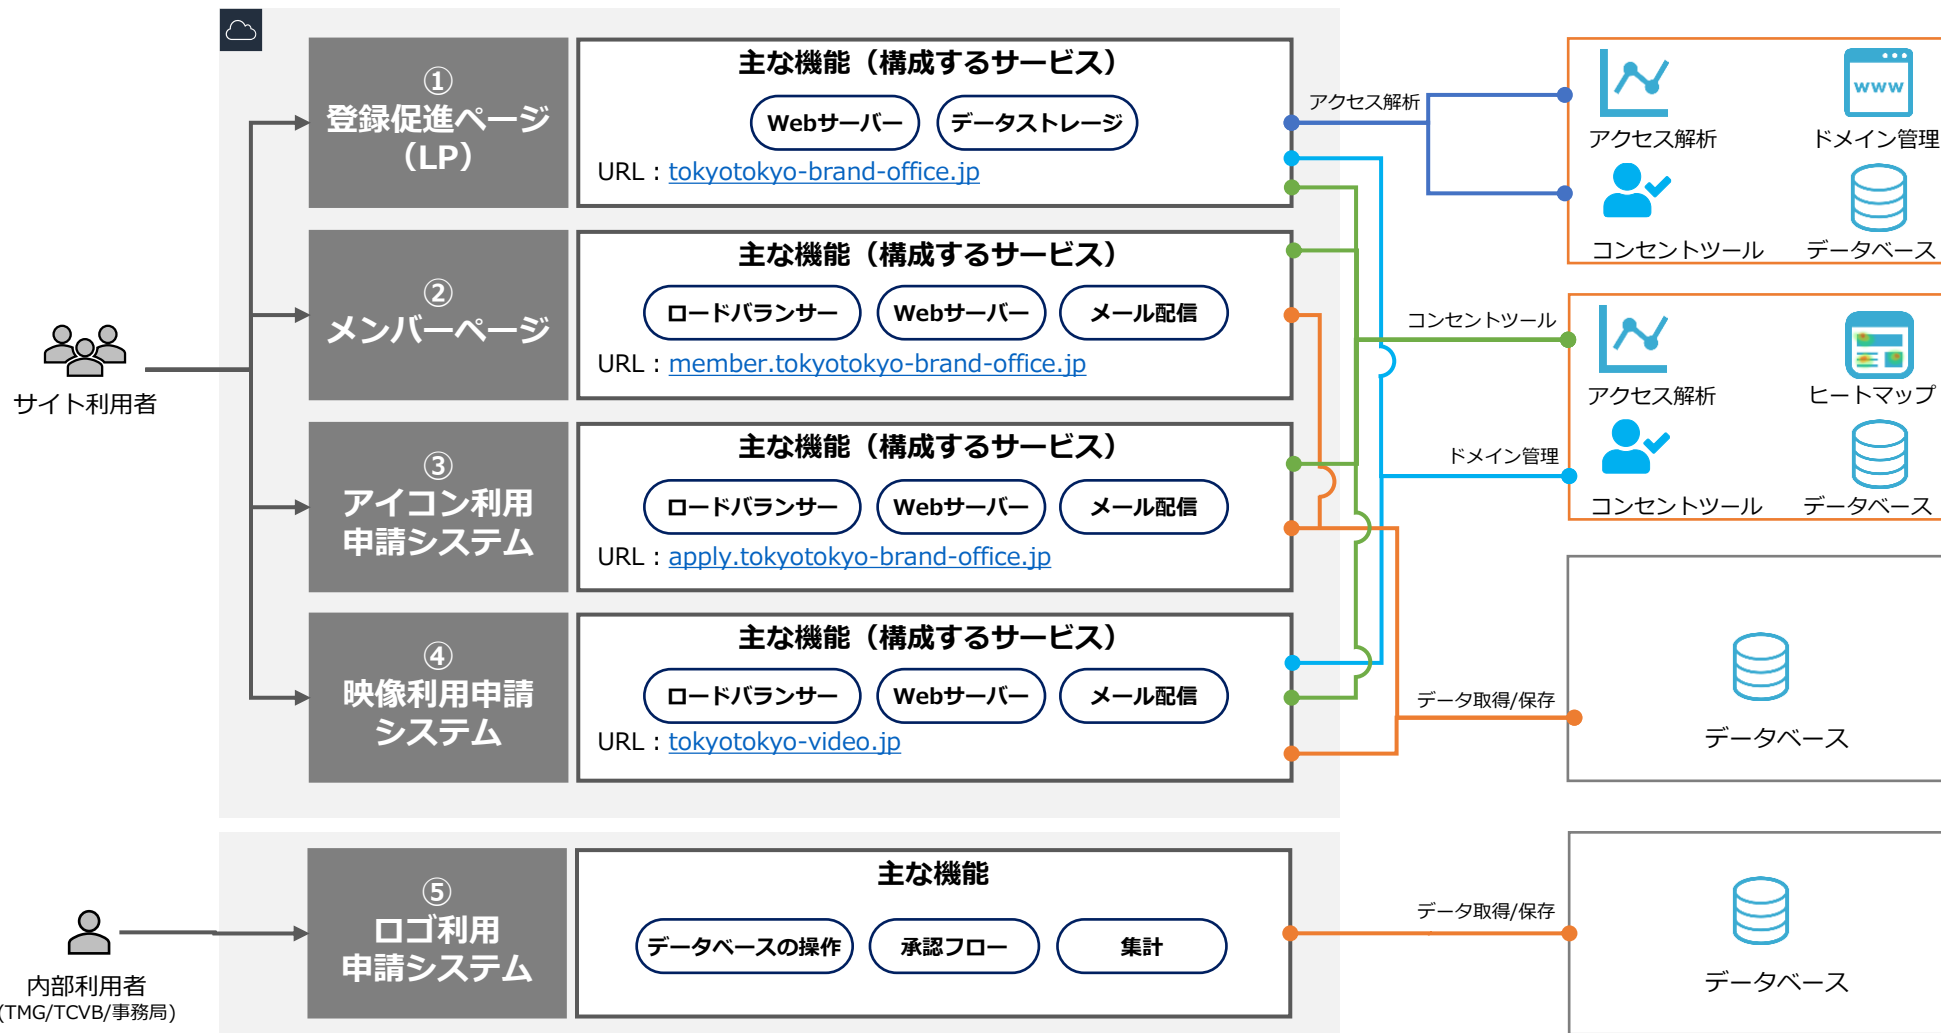 ①
登録促進ページ
（LP）
主な機能（構成するサービス）
Webサーバー
データストレージ
URL：tokyotokyo-brand-office.jp
②
メンバーページ
主な機能（構成するサービス）
ロードバランサー
Webサーバー
メール配信
URL：member.tokyotokyo-brand-office.jp
③
アイコン利用
申請システム
主な機能（構成するサービス）
ロードバランサー
Webサーバー
メール配信
URL：apply.tokyotokyo-brand-office.jp
④
映像利用申請
システム
主な機能（構成するサービス）
ロードバランサー
Webサーバー
メール配信
URL：tokyotokyo-video.jp
サイト利用者
⑤
ロゴ利用
申請システム
主な機能
データベースの操作
承認フロー
集計
内部利用者
(TMG/TCVB/事務局)
アクセス解析
コンセントツール
ドメイン管理
データ取得/保存
データ取得/保存
アクセス解析
www
ドメイン管理
コンセントツール
データベース
アクセス解析
ヒートマップ
コンセントツール
データベース
データベース
データベース